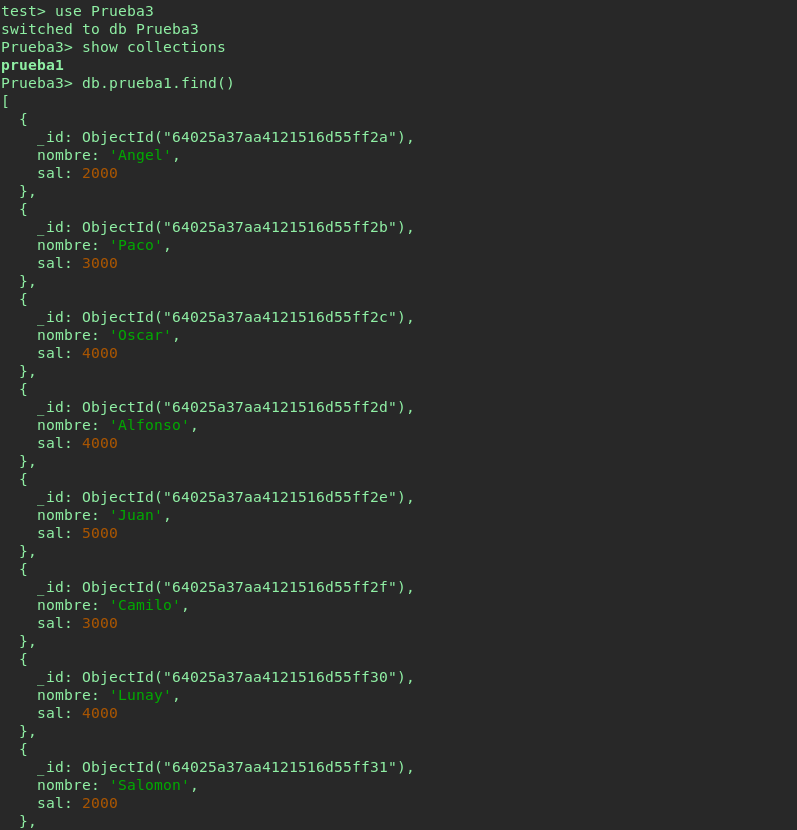 test> use Prueba3
switched to db Prueba3
Prueba3> show collections
prueba1
Prueba3> db.prueba1.find()
[
  {
    _id: ObjectId("64025a37aa4121516d55ff2a"),
    nombre: 'Angel',
    sal: 2000
  },
  {
    _id: ObjectId("64025a37aa4121516d55ff2b"),
    nombre: 'Paco',
    sal: 3000
  },
  {
    _id: ObjectId("64025a37aa4121516d55ff2c"),
    nombre: 'Oscar',
    sal: 4000
  },
  {
    _id: ObjectId("64025a37aa4121516d55ff2d"),
    nombre: 'Alfonso',
    sal: 4000
  },
  {
    _id: ObjectId("64025a37aa4121516d55ff2e"),
    nombre: 'Juan',
    sal: 5000
  },
  {
    _id: ObjectId("64025a37aa4121516d55ff2f"),
    nombre: 'Camilo',
    sal: 3000
  },
  {
    _id: ObjectId("64025a37aa4121516d55ff30"),
    nombre: 'Lunay',
    sal: 4000
  },
  {
    _id: ObjectId("64025a37aa4121516d55ff31"),
    nombre: 'Salomon',
    sal: 2000
  },